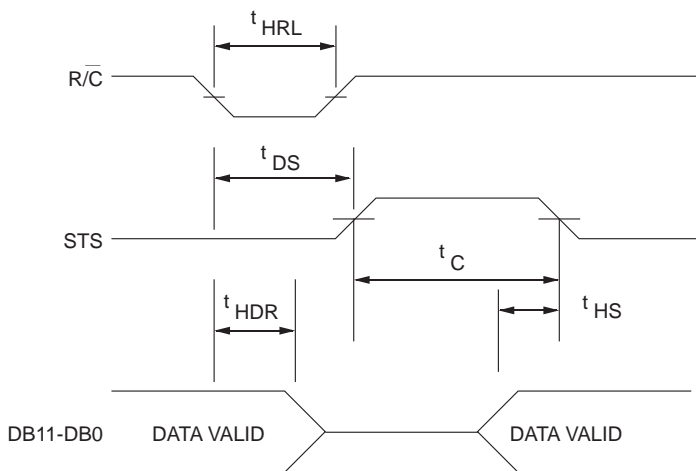 t HRL
R/C̅
t DS
STS
t C
t HDR
t HS
DB11-DB0 DATA VALID DATA VALID